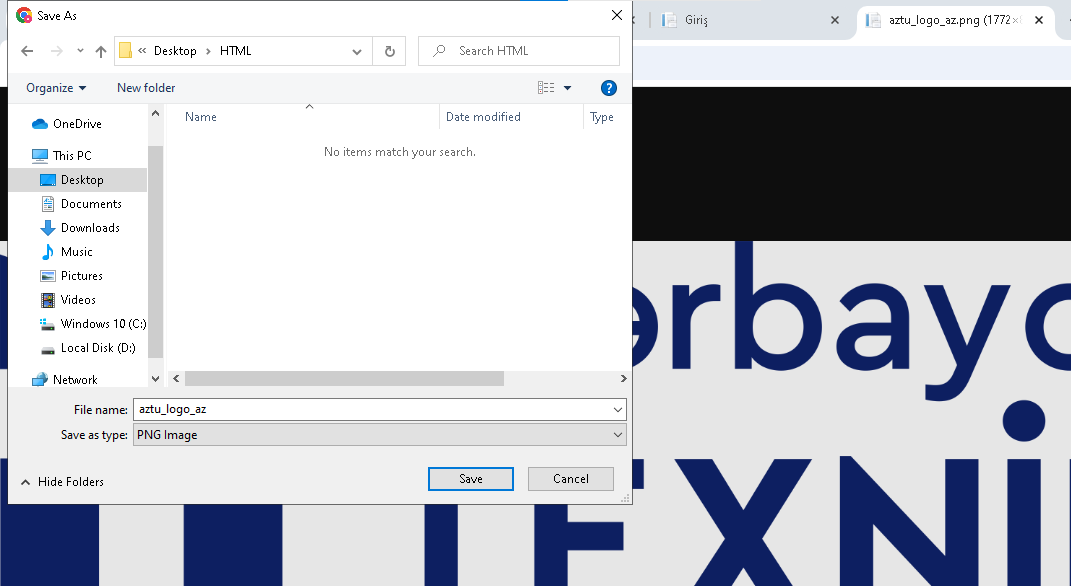 Save As
Giriş
aztu_logo_az.png (1772×
« Desktop › HTML
Search HTML
Organize
New folder
?
Name
Date modified
Type
No items match your search.
OneDrive
This PC
Desktop
Documents
Downloads
Music
Pictures
Videos
Windows 10 (C:)
Local Disk (D:)
Network
File name: aztu_logo_az
Save as type: PNG Image
Hide Folders
Save
Cancel
erbayc
TEXNi